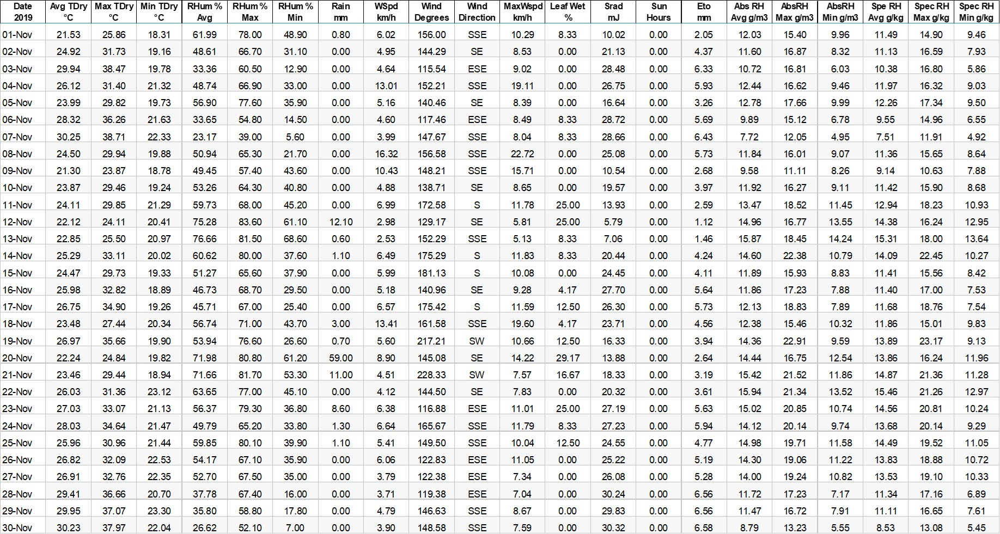 Date Avg TDry Max TDry Min TDry RHum % RHum % RHum % Rain WSpd Wind Wind MaxWspd Leaf Wet Srad Sun Eto Abs RH AbsRH AbsRH Spe RH Spec RH Spec RH
2019 °C °C °C Avg Max Min mm km/h Degrees Direction km/h % mJ Hours mm Avg g/m3 Max g/m3 Min g/m3 Avg g/kg Max g/kg Min g/kg
01-Nov 21.53 25.86 18.31 61.99 78.00 48.90 0.80 6.02 156.00 SSE 10.29 8.33 10.02 0.00 2.05 12.03 15.40 9.96 11.49 14.90 9.46
02-Nov 24.92 31.73 19.16 48.61 66.70 31.10 0.00 4.95 144.29 SE 8.53 0.00 21.13 0.00 4.37 11.60 16.87 8.32 11.13 16.59 7.93
03-Nov 29.94 38.47 19.78 33.36 60.50 12.90 0.00 4.64 115.54 ESE 9.02 0.00 28.48 0.00 6.33 10.72 16.81 6.03 10.38 16.80 5.86
04-Nov 26.12 31.40 21.32 48.74 66.90 33.00 0.00 13.01 152.21 SSE 19.11 0.00 26.75 0.00 5.93 12.44 16.62 9.46 11.97 16.32 9.03
05-Nov 23.99 29.82 19.73 56.90 77.60 35.90 0.00 5.16 140.46 SE 8.39 0.00 16.64 0.00 3.26 12.78 17.66 9.99 12.26 17.34 9.50
06-Nov 28.32 36.26 21.63 33.65 54.80 14.50 0.00 4.60 117.46 ESE 8.49 8.33 28.72 0.00 5.69 9.89 15.12 6.78 9.55 14.96 6.55
07-Nov 30.25 38.71 22.33 23.17 39.00 5.60 0.00 3.99 147.67 SSE 8.04 8.33 28.66 0.00 6.43 7.72 12.05 4.95 7.51 11.91 4.92
08-Nov 24.50 29.94 19.88 50.94 65.30 21.70 0.00 16.32 156.58 SSE 22.72 0.00 25.08 0.00 5.73 11.84 16.01 9.07 11.36 15.65 8.64
09-Nov 21.30 23.87 18.78 49.45 57.40 43.60 0.00 10.43 148.21 SSE 15.71 0.00 10.54 0.00 2.68 9.58 11.11 8.26 9.14 10.63 7.88
10-Nov 23.87 29.46 19.24 53.26 64.30 40.80 0.00 4.88 138.71 SE 8.65 0.00 19.57 0.00 3.97 11.92 16.27 9.11 11.42 15.90 8.68
11-Nov 24.11 29.85 21.29 59.73 68.00 45.20 0.00 6.99 172.58 S 11.78 25.00 13.93 0.00 2.59 13.47 18.52 11.45 12.94 18.23 10.93
12-Nov 22.12 24.11 20.41 75.28 83.60 61.10 12.10 2.98 129.17 SE 5.81 25.00 5.79 0.00 1.12 14.96 16.77 13.55 14.38 16.24 12.95
13-Nov 22.85 25.50 20.97 76.66 81.50 68.60 0.60 2.53 152.29 SSE 5.13 8.33 7.06 0.00 1.46 15.87 18.45 14.24 15.31 18.00 13.64
14-Nov 25.29 33.11 20.02 60.62 80.00 37.60 1.10 6.49 175.29 S 11.83 8.33 20.44 0.00 4.24 14.60 22.38 10.79 14.09 22.45 10.27
15-Nov 24.47 29.73 19.33 51.27 65.60 37.90 0.00 5.99 181.13 S 10.08 0.00 24.45 0.00 4.11 11.89 15.93 8.83 11.41 15.56 8.42
16-Nov 25.98 32.82 18.89 46.73 68.70 29.50 0.00 5.18 140.96 SE 9.28 4.17 27.70 0.00 5.64 11.86 17.23 7.88 11.40 17.00 7.53
17-Nov 26.75 34.90 19.26 45.71 67.00 25.40 0.00 6.57 175.42 S 11.59 12.50 26.30 0.00 5.73 12.13 18.83 7.89 11.68 18.76 7.54
18-Nov 23.48 27.44 20.34 56.74 71.00 43.70 3.00 13.41 161.58 SSE 19.60 4.17 23.71 0.00 4.56 12.38 15.46 10.32 11.86 15.01 9.83
19-Nov 26.97 35.66 19.90 53.94 76.60 26.60 0.70 5.60 217.21 SW 10.66 12.50 16.33 0.00 3.94 14.36 22.91 9.59 13.89 23.17 9.13
20-Nov 22.24 24.84 19.82 71.98 80.80 61.20 59.00 8.90 145.08 SE 14.22 29.17 13.88 0.00 2.64 14.44 16.75 12.54 13.86 16.24 11.96
21-Nov 23.46 29.44 18.94 71.66 81.70 53.30 11.00 4.51 228.33 SW 7.57 16.67 18.33 0.00 3.19 15.42 21.52 11.86 14.87 21.36 11.28
22-Nov 26.03 31.36 23.12 63.65 77.00 45.10 0.00 4.12 144.50 SE 7.83 0.00 20.32 0.00 3.61 15.94 21.34 13.52 15.46 21.26 12.97
23-Nov 27.03 33.07 21.13 56.37 79.30 36.80 8.60 6.38 116.88 ESE 11.01 25.00 27.19 0.00 5.63 15.02 20.85 10.74 14.56 20.81 10.24
24-Nov 28.03 34.64 21.47 49.79 65.20 33.80 1.30 6.64 165.67 SSE 11.79 8.33 27.23 0.00 5.94 14.12 20.14 9.74 13.68 20.14 9.29
25-Nov 25.96 30.96 21.44 59.85 80.10 39.90 1.10 5.41 149.50 SSE 10.04 12.50 24.55 0.00 4.77 14.98 19.71 11.58 14.49 19.52 11.05
26-Nov 26.82 32.09 22.53 54.17 67.10 35.90 0.00 6.06 122.83 ESE 11.05 0.00 25.22 0.00 5.19 14.30 19.06 11.22 13.83 18.88 10.72
27-Nov 26.91 32.76 22.35 52.70 67.50 35.00 0.00 3.79 122.38 ESE 7.34 0.00 26.08 0.00 5.28 14.00 19.24 10.82 13.53 19.10 10.33
28-Nov 29.41 36.66 20.70 37.78 67.40 16.00 0.00 3.71 119.38 ESE 7.04 0.00 30.24 0.00 6.56 11.72 17.23 7.17 11.34 17.16 6.89
29-Nov 29.95 37.07 23.30 35.80 58.80 17.80 0.00 4.79 146.63 SSE 8.67 0.00 29.83 0.00 6.56 11.47 16.72 7.91 11.11 16.65 7.61
30-Nov 30.23 37.97 22.04 26.62 52.10 7.00 0.00 3.90 148.58 SSE 7.59 0.00 30.32 0.00 6.58 8.79 13.23 5.55 8.53 13.08 5.45